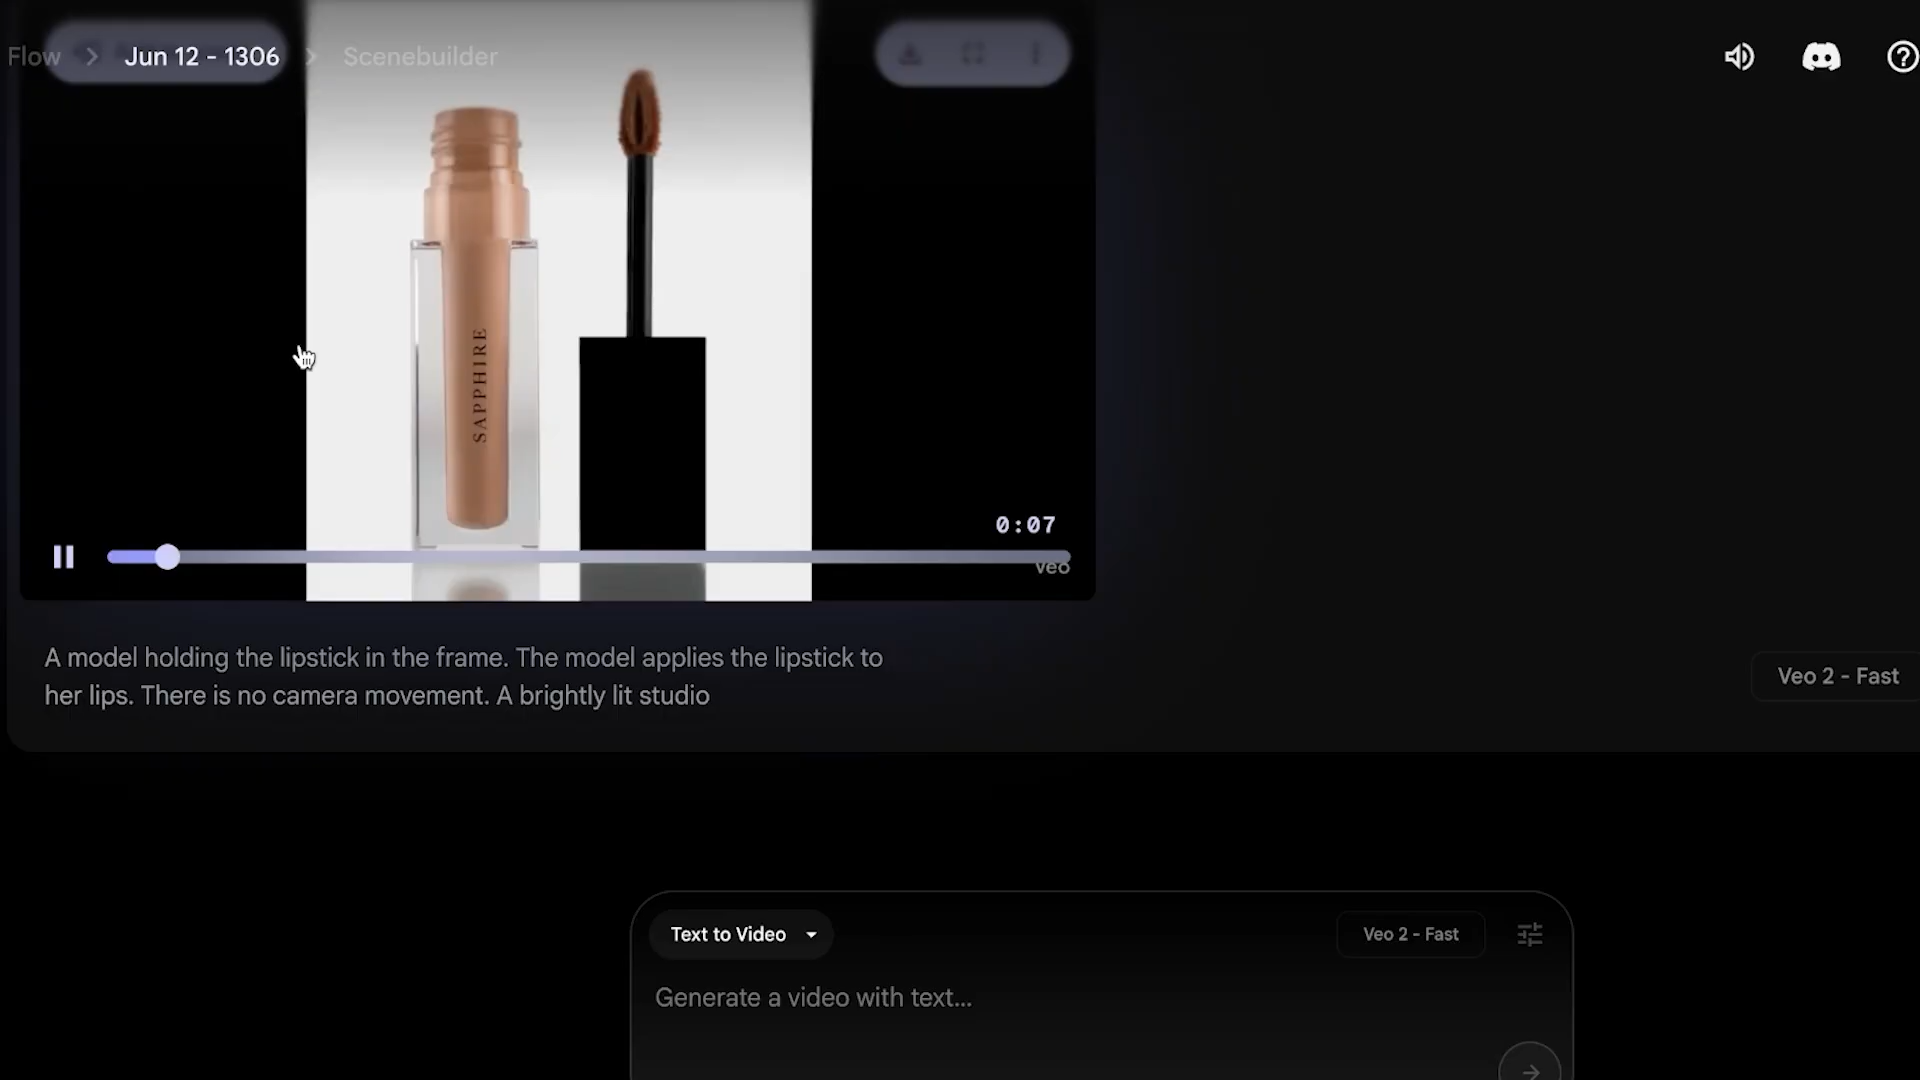 Flow > Jun 12 - 1306 > Scenebuilder
SAPPHIRE
0:07
Veo
A model holding the lipstick in the frame. The model applies the lipstick to
her lips. There is no camera movement. A brightly lit studio
Veo 2 - Fast
Text to Video
Veo 2 - Fast
Generate a video with text...